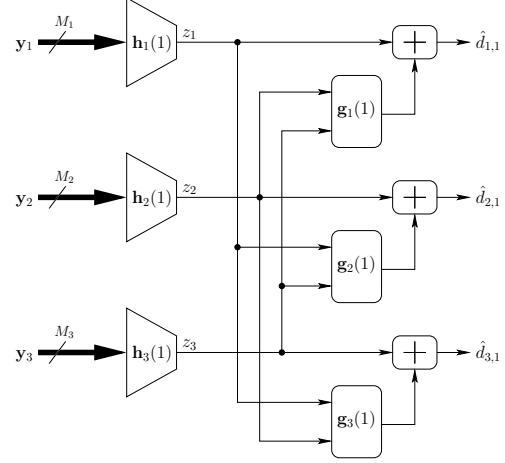 M₁
y₁ h₁(1) z₁ + d̂₁,₁
g₁(1)
M₂
y₂ h₂(1) z₂ + d̂₂,₁
g₂(1)
M₃
y₃ h₃(1) z₃ + d̂₃,₁
g₃(1)